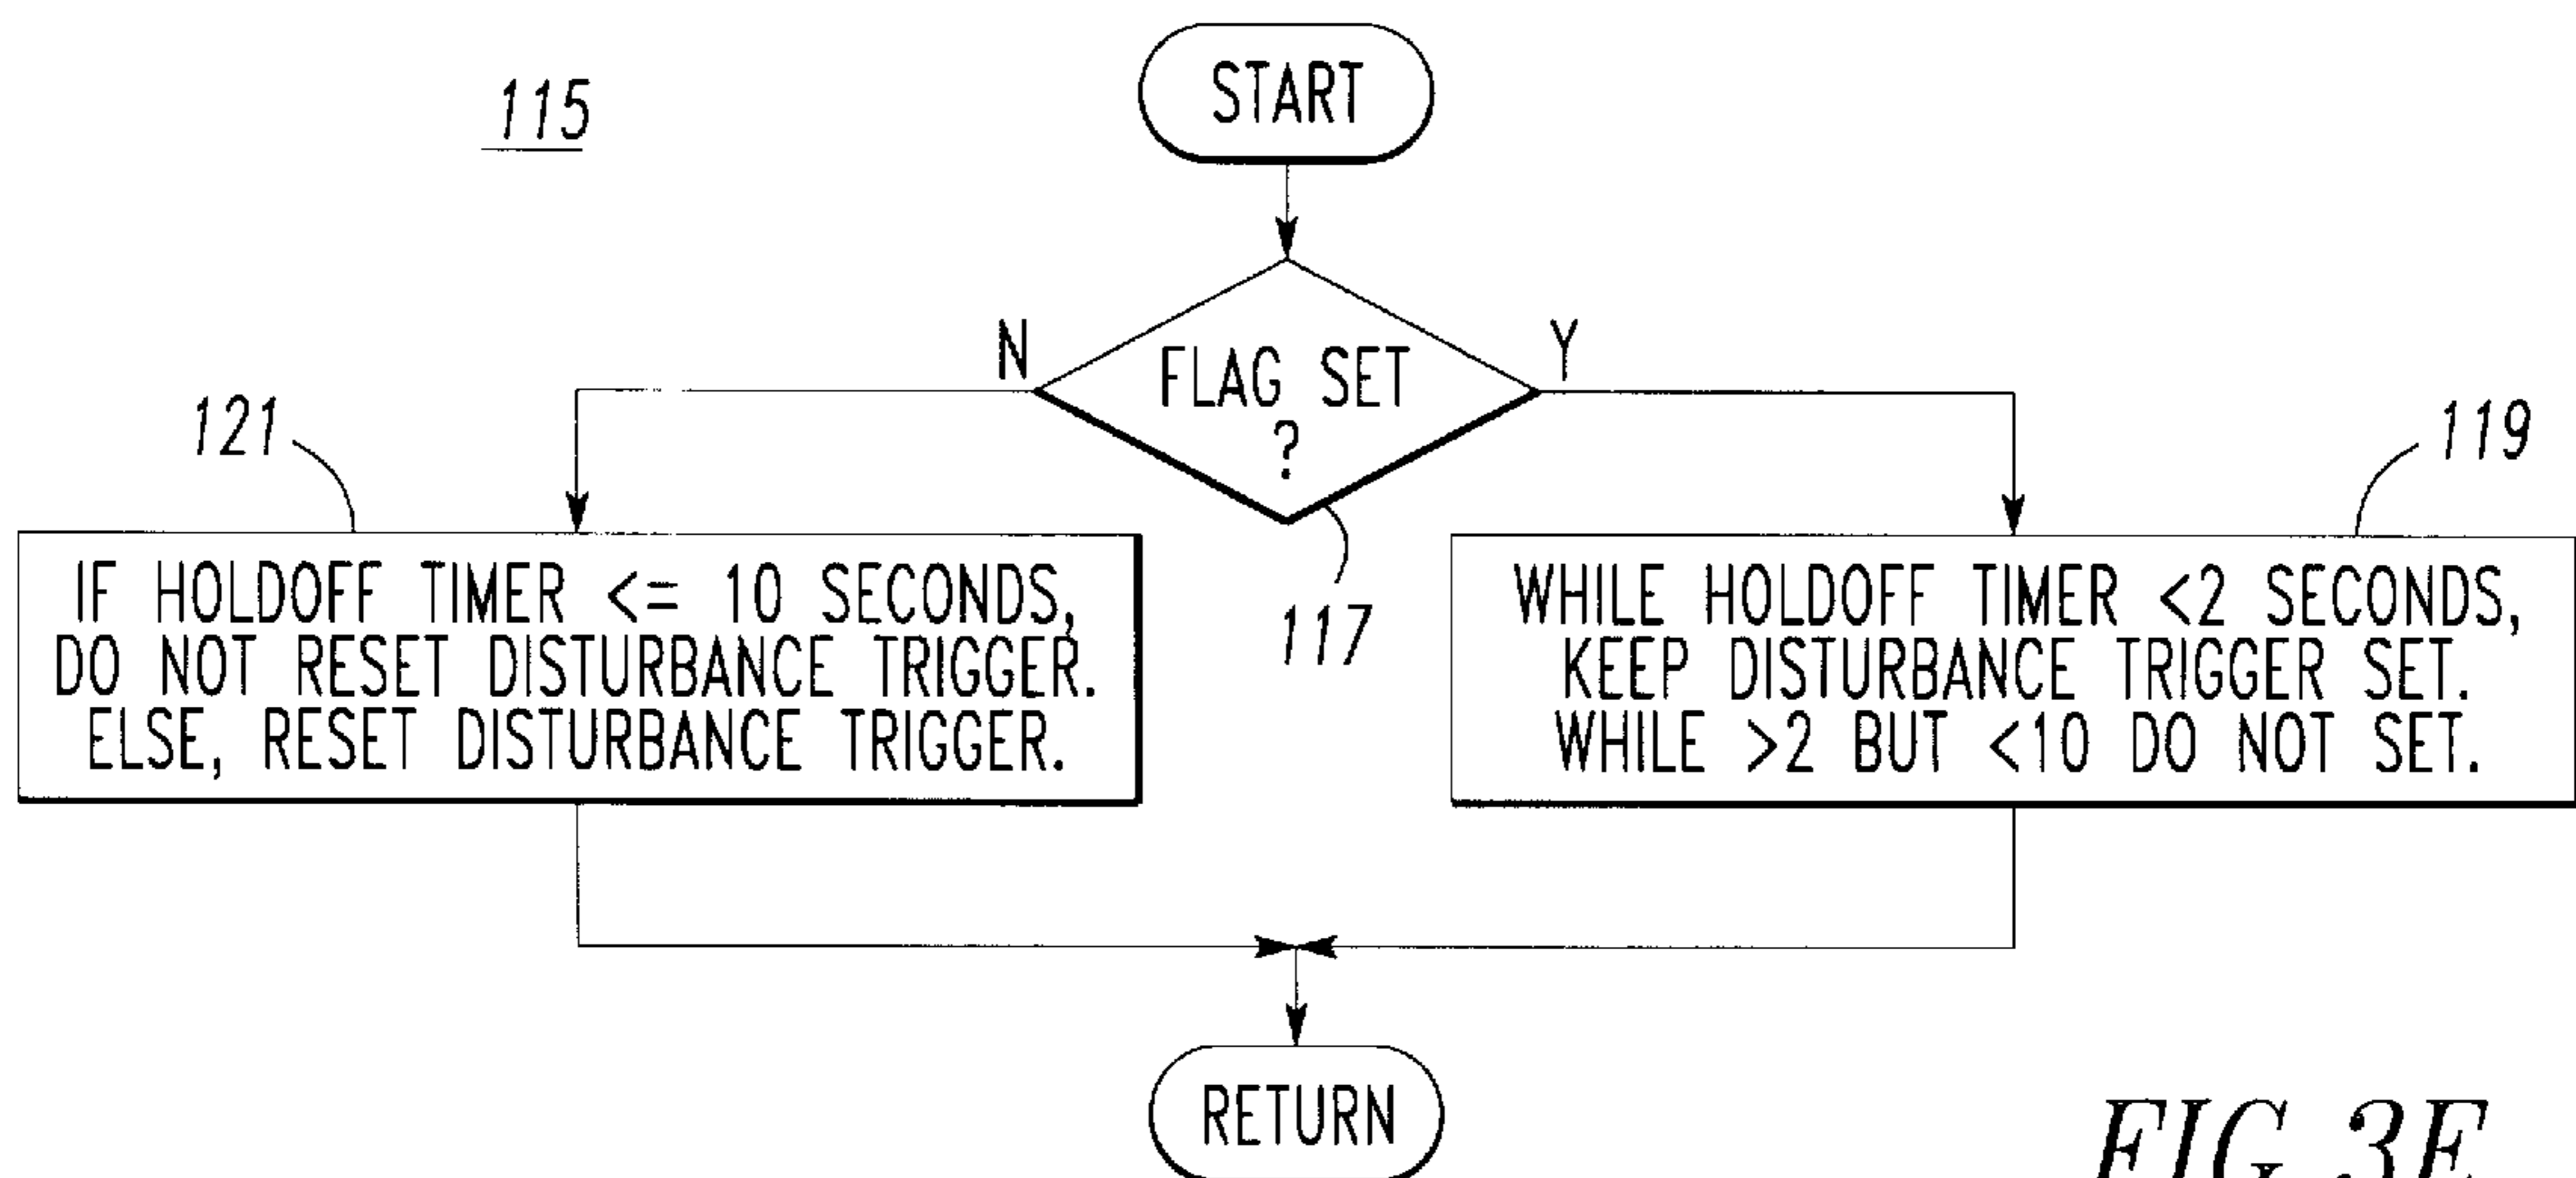 115
START
N
FLAG SET
?
Y
121
119
117
IF HOLDOFF TIMER <= 10 SECONDS,
DO NOT RESET DISTURBANCE TRIGGER.
ELSE, RESET DISTURBANCE TRIGGER.
WHILE HOLDOFF TIMER <2 SECONDS,
KEEP DISTURBANCE TRIGGER SET.
WHILE >2 BUT <10 DO NOT SET.
RETURN
FIG. 3E